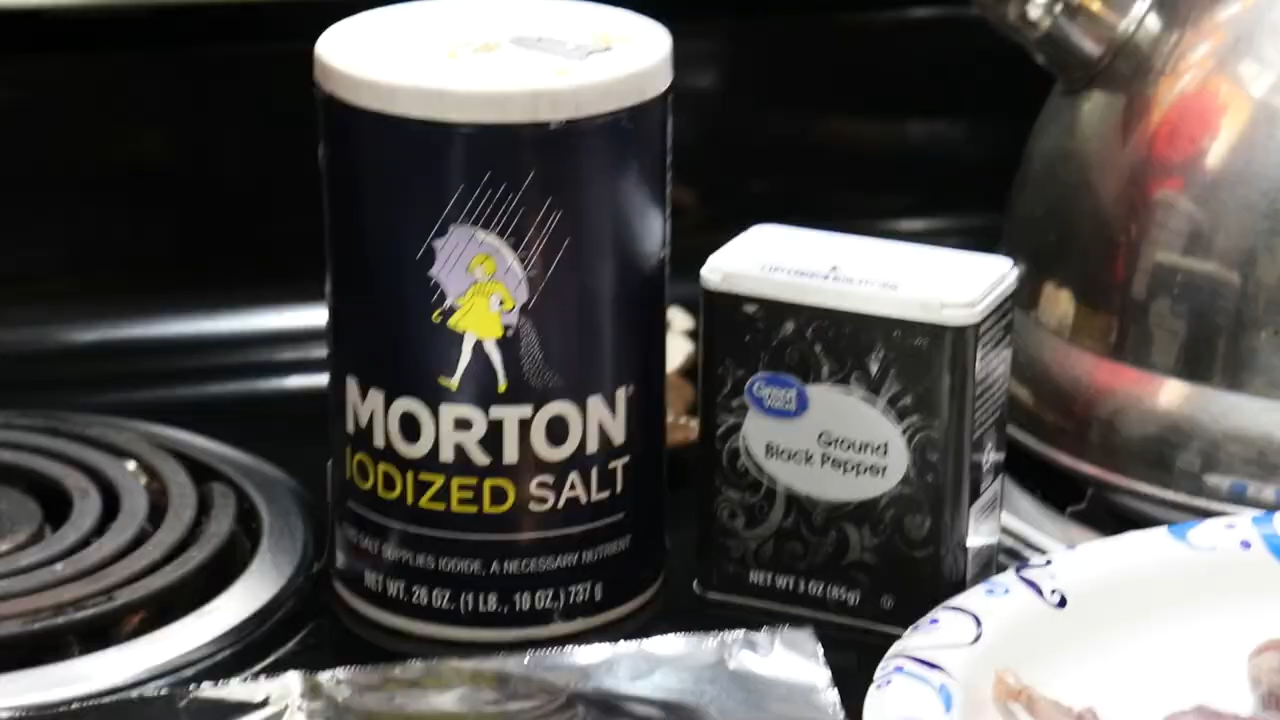 MORTON
IODIZED SALT
SALT SUPPLIES IODIDE, A NECESSARY NUTRIENT
NET WT. 26 OZ. (1 LB., 10 OZ.) 737 g
Great Value
Ground
Black Pepper
NET WT 3 OZ (85g)